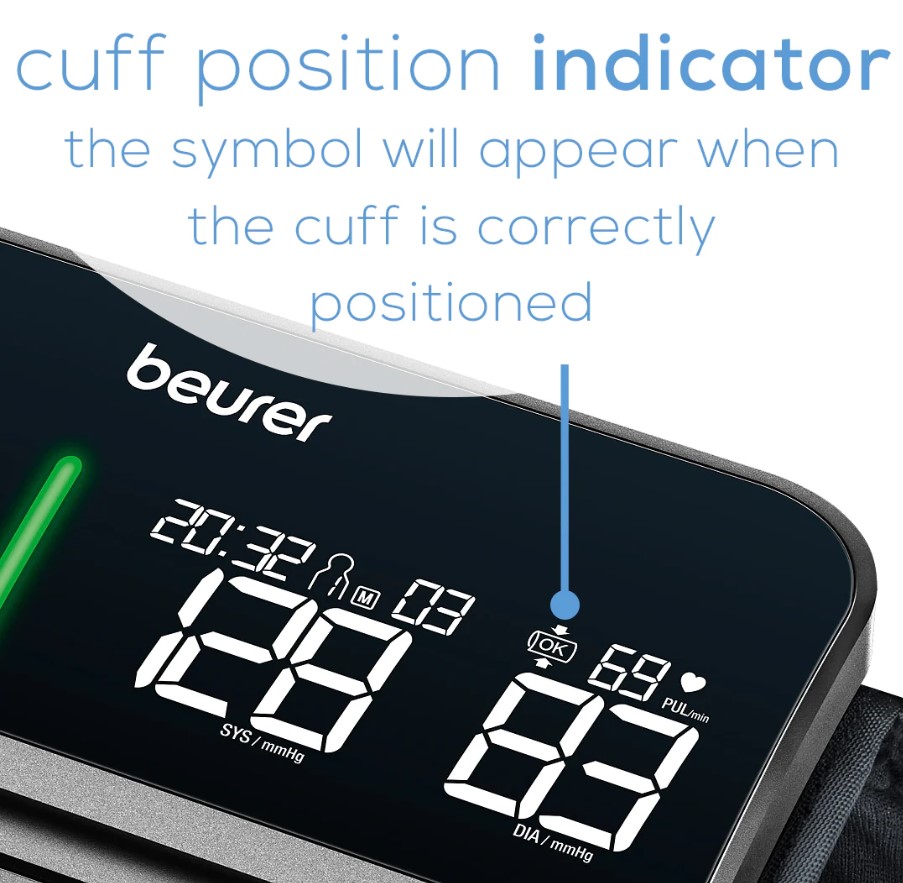 cuff position indicator
the symbol will appear when
the cuff is correctly
positioned
beurer
20:32 M 03
128
SYS / mmHg
OK 69
PUL/min
83
DIA / mmHg